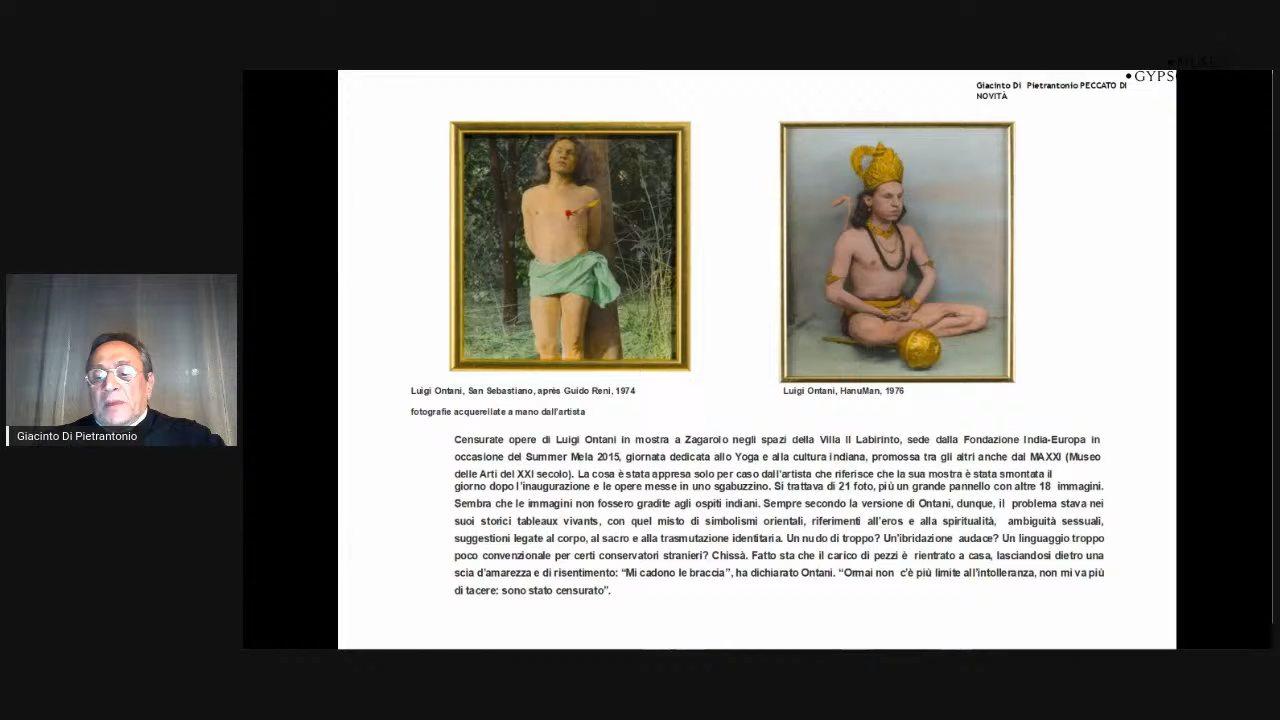 GYPS
Giacinto Di Pietrantonio PECCATO DI
NOVITÀ
Luigi Ontani, San Sebastiano, après Guido Reni, 1974
fotografie acquerellate a mano dall'artista
Luigi Ontani, HanuMan, 1976
Giacinto Di Pietrantonio
Censurate opere di Luigi Ontani in mostra a Zagarolo negli spazi della Villa Il Labirinto, sede dalla Fondazione India-Europa in
occasione del Summer Mela 2015, giornata dedicata allo Yoga e alla cultura indiana, promossa tra gli altri anche dal MAXXI (Museo
delle Arti del XXI secolo). La cosa è stata appresa solo per caso dall'artista che riferisce che la sua mostra è stata smontata il
giorno dopo l'inaugurazione e le opere messe in uno sgabuzzino. Si trattava di 21 foto, più un grande pannello con altre 18 immagini.
Sembra che le immagini non fossero gradite agli ospiti indiani. Sempre secondo la versione di Ontani, dunque, il problema stava nei
suoi storici tableaux vivants, con quel misto di simbolismi orientali, riferimenti all'eros e alla spiritualità, ambiguità sessuali,
suggestioni legate al corpo, al sacro e alla trasmutazione identitaria. Un nudo di troppo? Un'ibridazione audace? Un linguaggio troppo
poco convenzionale per certi conservatori stranieri? Chissà. Fatto sta che il carico di pezzi è rientrato a casa, lasciandosi dietro una
scia d'amarezza e di risentimento: "Mi cadono le braccia", ha dichiarato Ontani. "Ormai non c'è più limite all'intolleranza, non mi va più
di tacere: sono stato censurato".